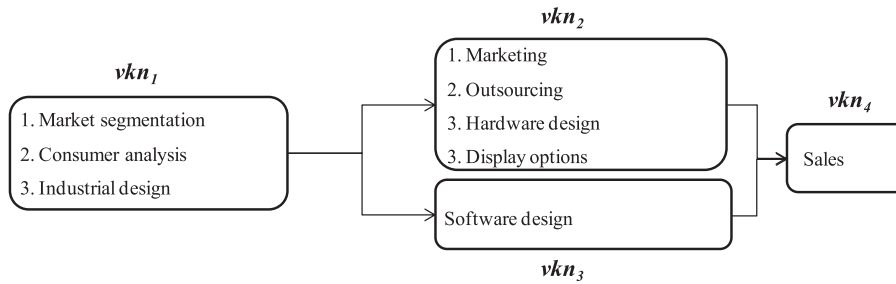 vkn1
1. Market segmentation
2. Consumer analysis
3. Industrial design
vkn2
1. Marketing
2. Outsourcing
3. Hardware design
3. Display options
Software design
vkn3
vkn4
Sales